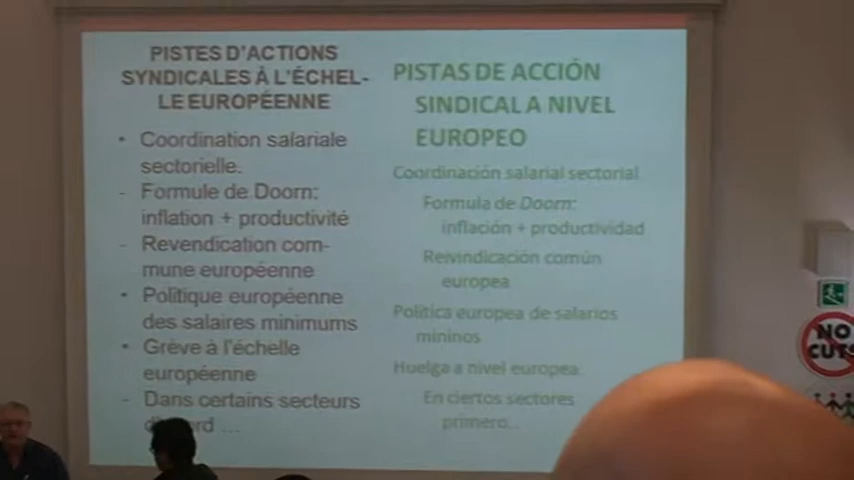 PISTES D'ACTIONS
SYNDICALES À L'ÉCHEL-
LE EUROPÉENNE
• Coordination salariale
sectorielle.
- Formule de Doorn:
inflation + productivité
- Revendication com-
mune européenne
• Politique européenne
des salaires minimums
• Grève à l'échelle
européenne
- Dans certains secteurs
PISTAS DE ACCIÓN
SINDICAL A NIVEL
EUROPEO
Coordinación salarial sectorial
Formula de Doorn:
inflación + productividad
Reivindicación común
europea
Política europea de salarios
mininos
Huelga a nivel europea
En ciertos sectores
primero...
NO
CUTS